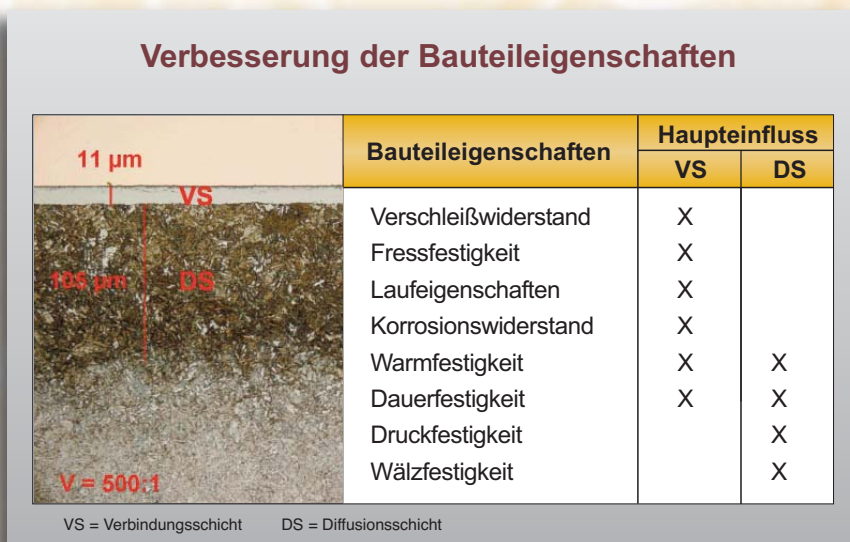 Verbesserung der Bauteileigenschaften
11 µm
VS
105 µm DS
V = 500:1
Bauteileigenschaften Haupteinfluss
VS DS
Verschleißwiderstand X
Fressfestigkeit X
Laufeigenschaften X
Korrosionswiderstand X
Warmfestigkeit X X
Dauerfestigkeit X X
Druckfestigkeit X
Wälzfestigkeit X
VS = Verbindungsschicht DS = Diffusionsschicht